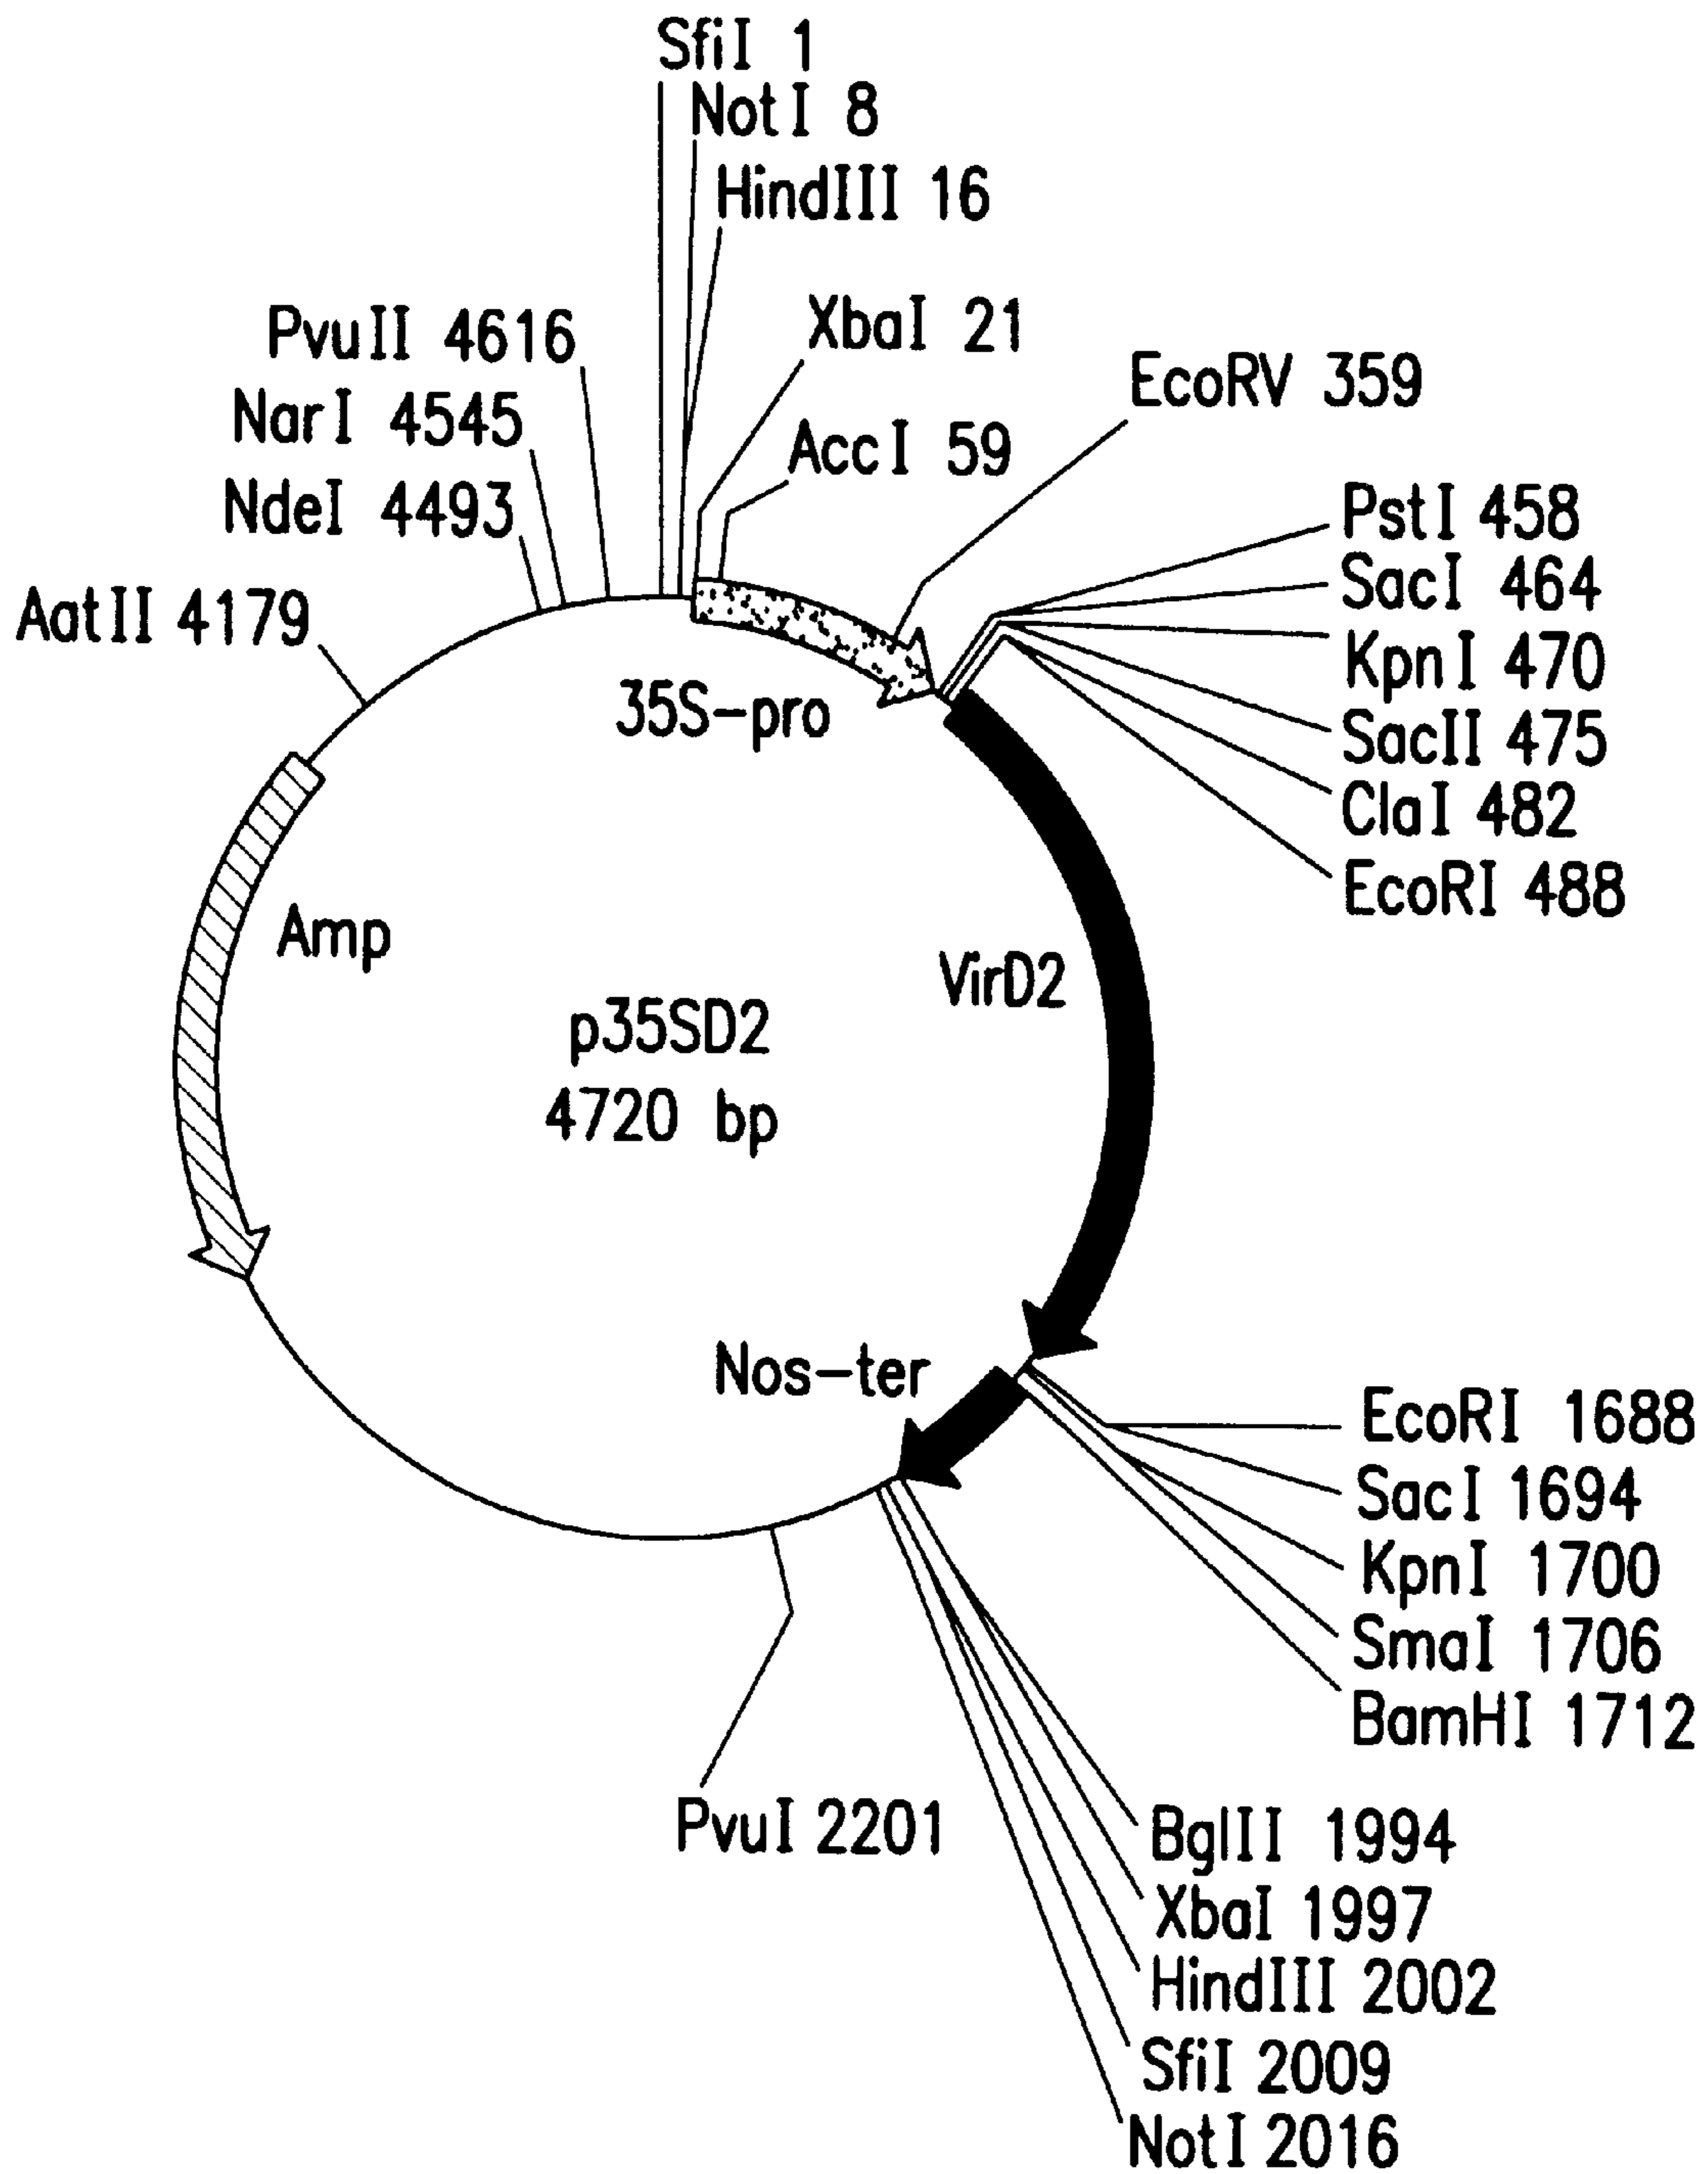 SfiI 1
NotI 8
HindIII 16
XbaI 21
AccI 59
EcoRV 359
PstI 458
SacI 464
KpnI 470
SacII 475
ClaI 482
EcoRI 488
PvuII 4616
NarI 4545
NdeI 4493
AatII 4179
35S-pro
Amp
VirD2
p35SD2
4720 bp
Nos-ter
EcoRI 1688
SacI 1694
KpnI 1700
SmaI 1706
BamHI 1712
PvuI 2201
BglII 1994
XbaI 1997
HindIII 2002
SfiI 2009
NotI 2016